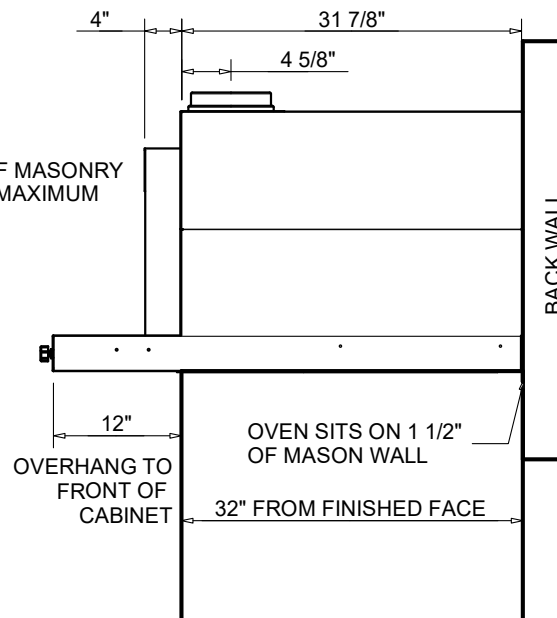 4"
31 7/8"
4 5/8"
F MASONRY
MAXIMUM
BACK WALL
12"
OVERHANG TO
FRONT OF
CABINET
OVEN SITS ON 1 1/2"
OF MASON WALL
32" FROM FINISHED FACE